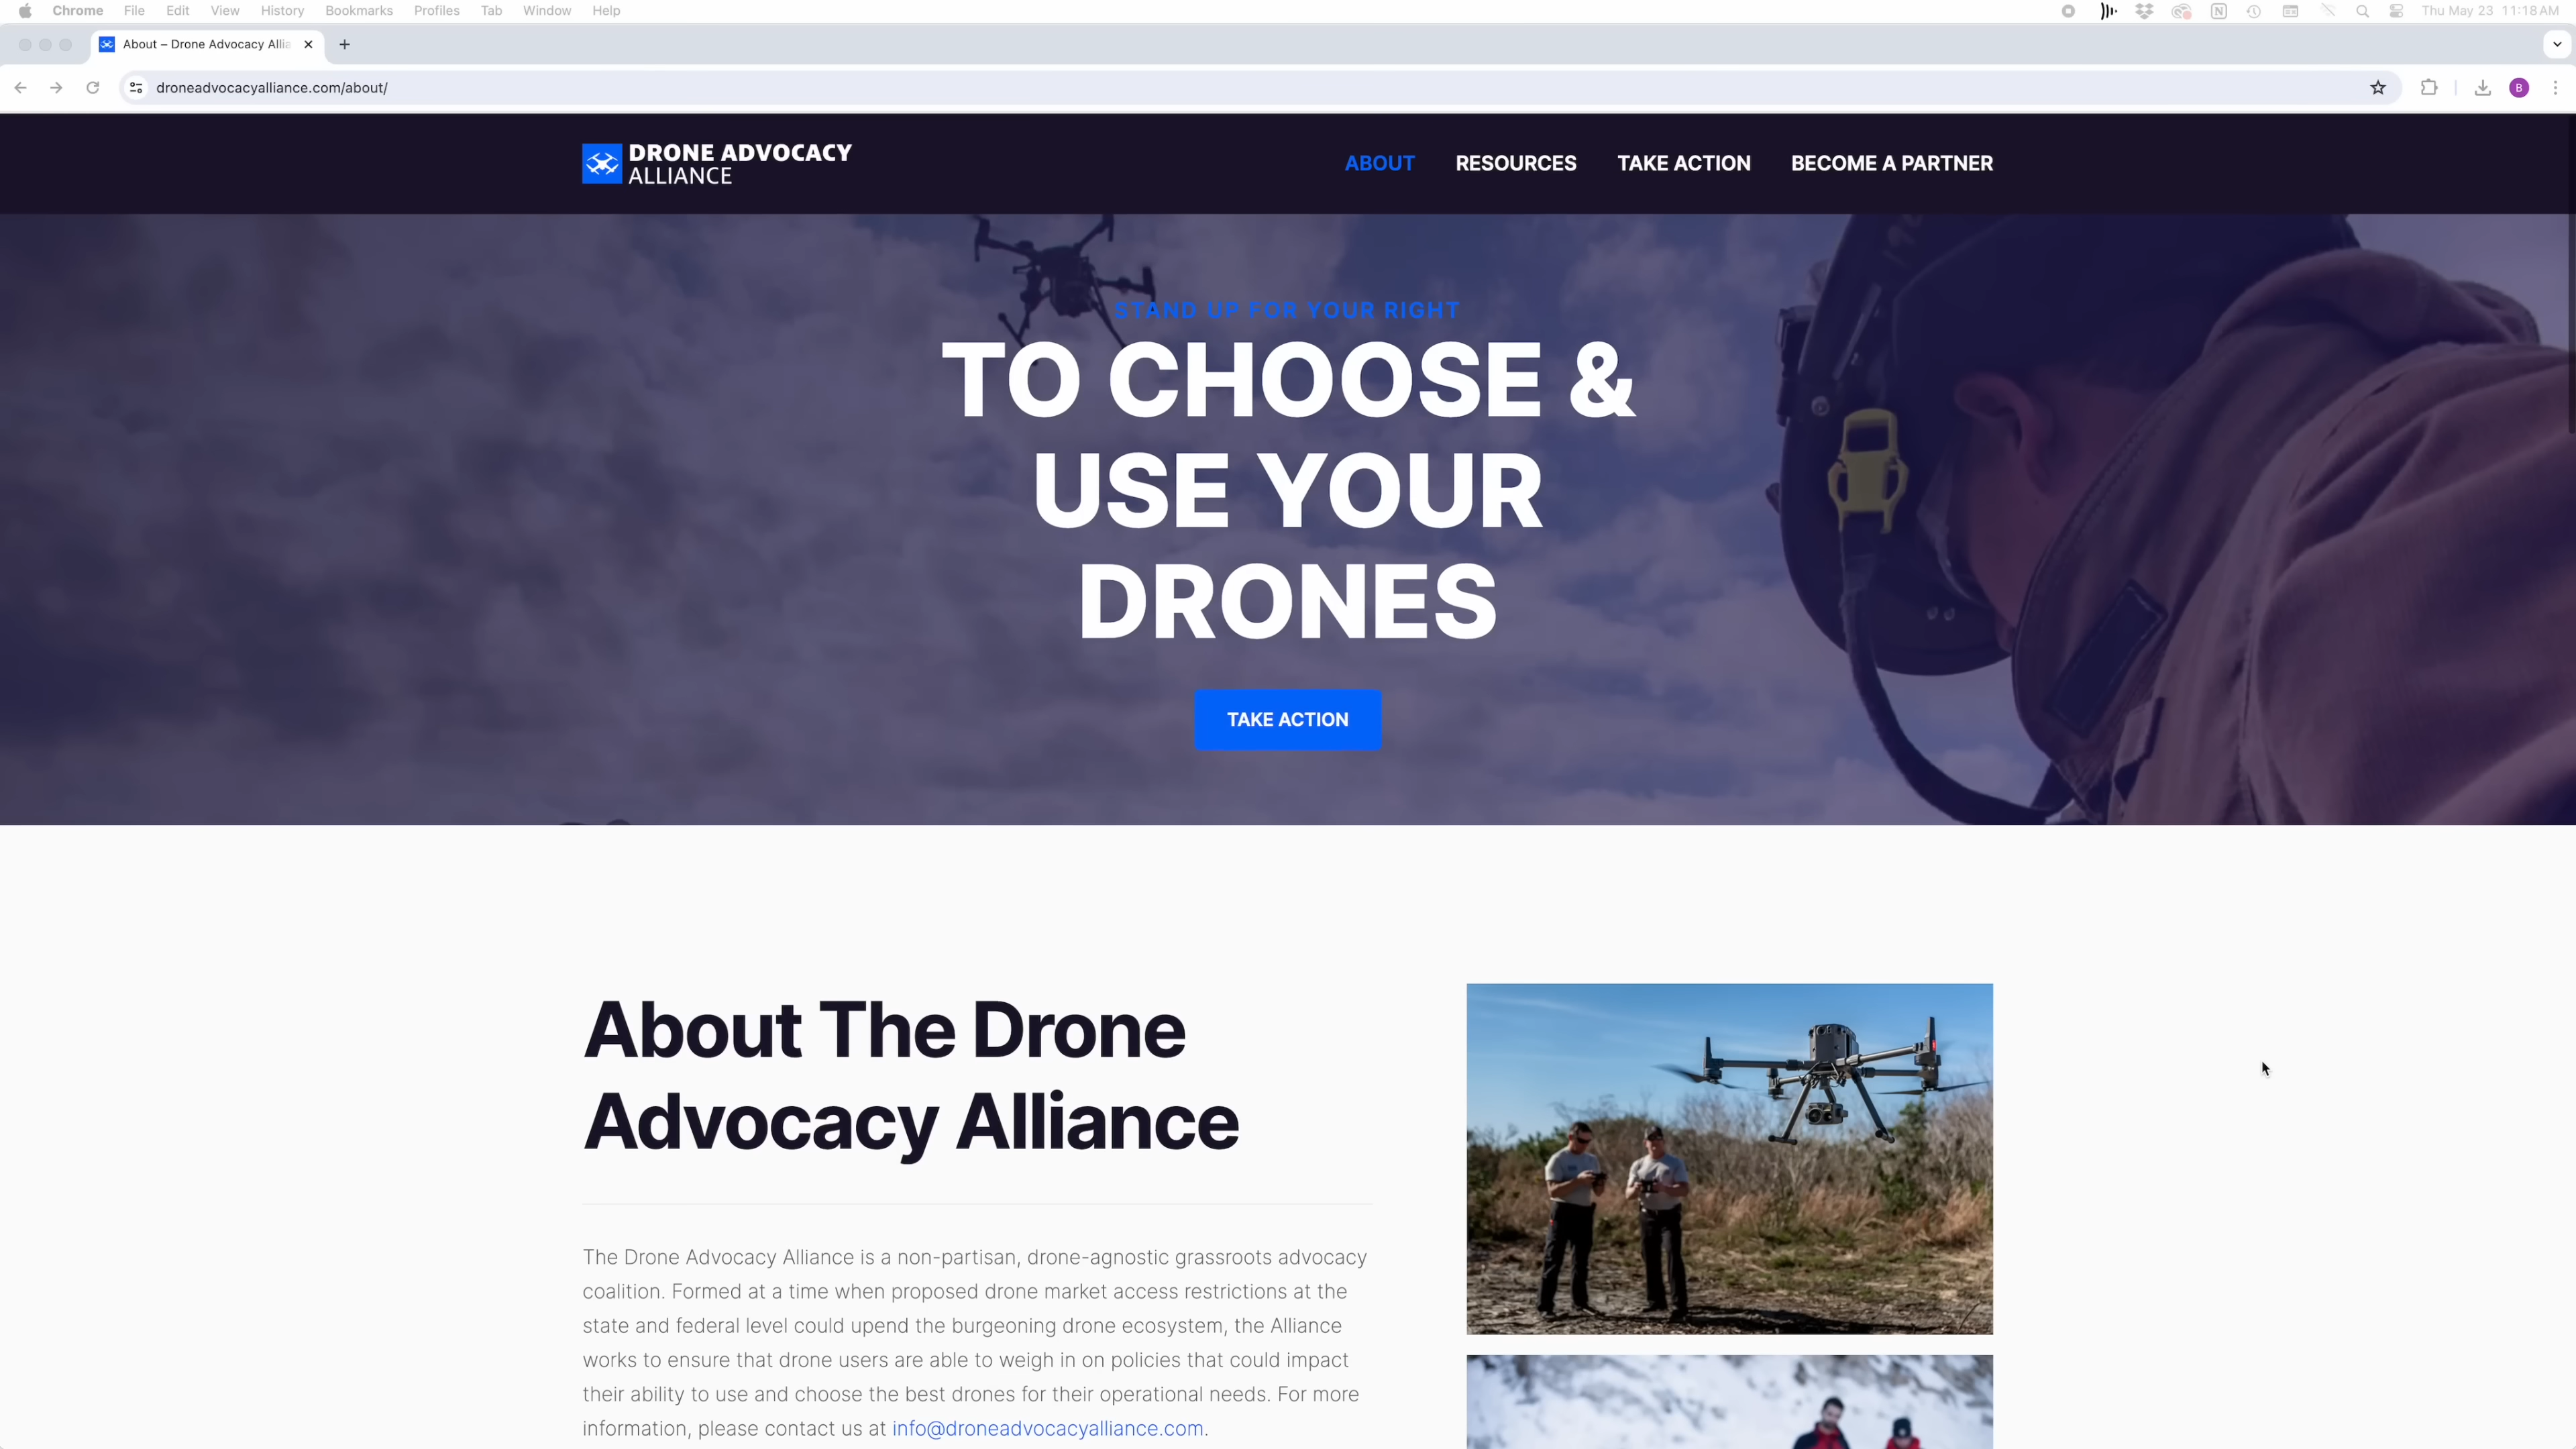 Chrome File Edit View History Bookmarks Profiles Tab Window Help Thu May 23 11:18 AM
About – Drone Advocacy Allia
droneadvocacyalliance.com/about/
B
DRONE ADVOCACY
ALLIANCE
ABOUT RESOURCES TAKE ACTION BECOME A PARTNER
STAND UP FOR YOUR RIGHT
TO CHOOSE &
USE YOUR
DRONES
TAKE ACTION
About The Drone
Advocacy Alliance
The Drone Advocacy Alliance is a non-partisan, drone-agnostic grassroots advocacy
coalition. Formed at a time when proposed drone market access restrictions at the
state and federal level could upend the burgeoning drone ecosystem, the Alliance
works to ensure that drone users are able to weigh in on policies that could impact
their ability to use and choose the best drones for their operational needs. For more
information, please contact us at info@droneadvocacyalliance.com.